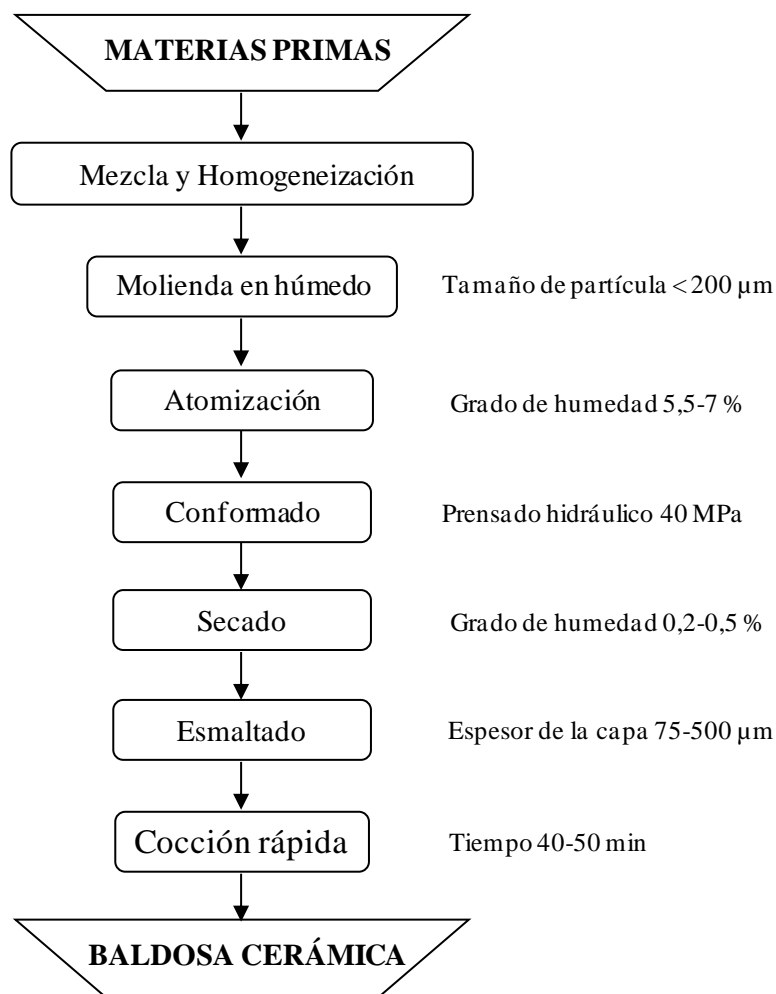 MATERIAS PRIMAS
Mezcla y Homogeneización
Molienda en húmedo
Tamaño de partícula < 200 µm
Atomización
Grado de humedad 5,5-7 %
Conformado
Prensado hidráulico 40 MPa
Secado
Grado de humedad 0,2-0,5 %
Esmaltado
Espesor de la capa 75-500 µm
Cocción rápida
Tiempo 40-50 min
BALDOSA CERÁMICA